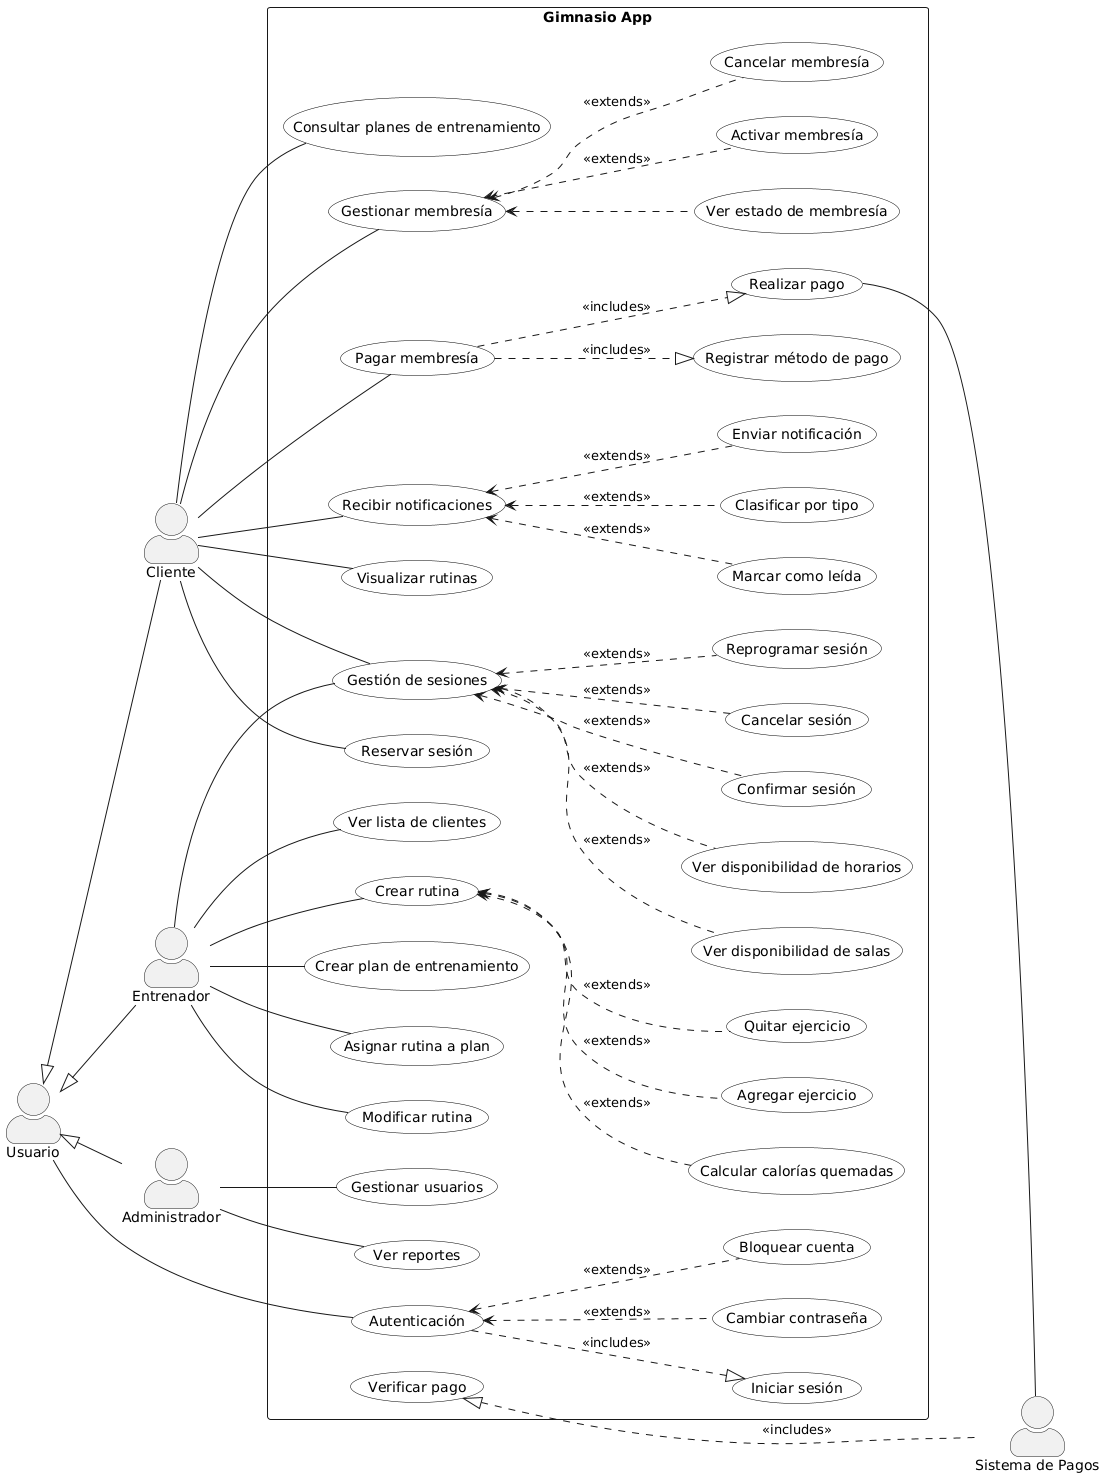 Gimnasio App
Cancelar membresía
«extends»
Consultar planes de entrenamiento
Activar membresía
«extends»
Gestionar membresía
Ver estado de membresía
Realizar pago
«includes»
«includes»
Pagar membresía
Registrar método de pago
Enviar notificación
«extends»
Recibir notificaciones
«extends»
Clasificar por tipo
«extends»
Cliente
Visualizar rutinas
Marcar como leída
Reprogramar sesión
«extends»
Gestión de sesiones
«extends»
Cancelar sesión
«extends»
Reservar sesión
«extends»
Confirmar sesión
Ver lista de clientes
«extends»
Ver disponibilidad de horarios
Crear rutina
Ver disponibilidad de salas
Crear plan de entrenamiento
Entrenador
«extends»
Quitar ejercicio
Asignar rutina a plan
«extends»
Agregar ejercicio
«extends»
Modificar rutina
Usuario
Calcular calorías quemadas
Gestionar usuarios
Administrador
Ver reportes
Bloquear cuenta
«extends»
Autenticación
«extends»
Cambiar contraseña
«includes»
Verificar pago
Iniciar sesión
«includes»
Sistema de Pagos